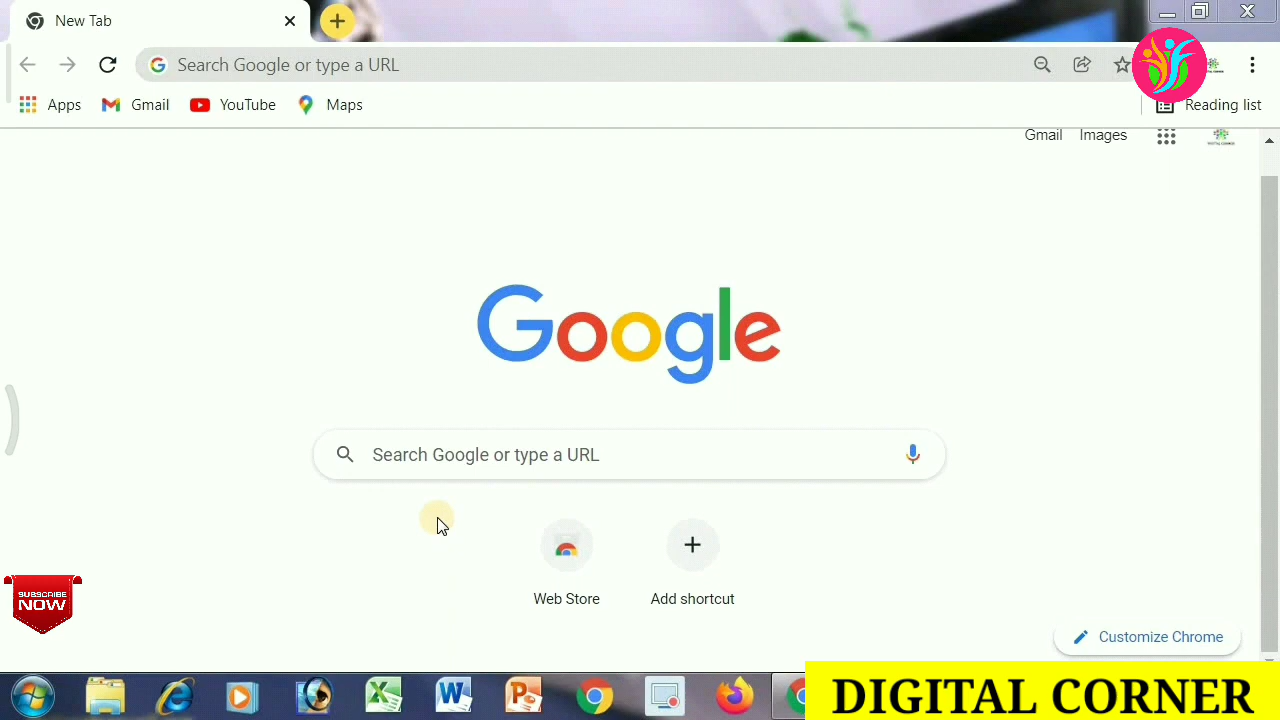 New Tab
Search Google or type a URL
Apps Gmail YouTube Maps Reading list
Gmail Images
Google
Search Google or type a URL
Web Store Add shortcut
SUBSCRIBE
NOW
Customize Chrome
DIGITAL CORNER